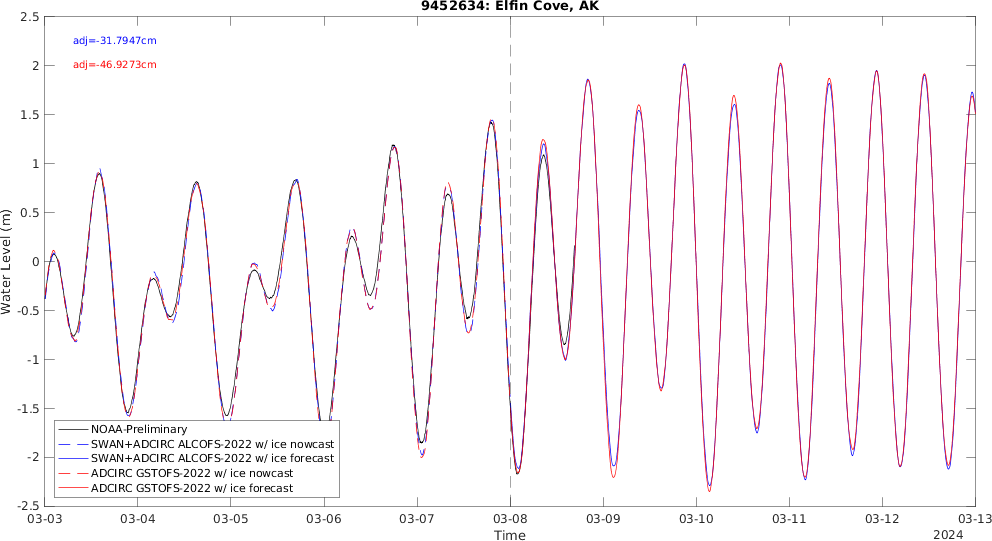 9452634: Elfin Cove, AK
adj=-31.7947cm
adj=-46.9273cm
Water Level (m)
2.5
2
1.5
1
0.5
0
-0.5
-1
-1.5
-2
-2.5
NOAA-Preliminary
SWAN+ADCIRC ALCOFS-2022 w/ ice nowcast
SWAN+ADCIRC ALCOFS-2022 w/ ice forecast
ADCIRC GSTOFS-2022 w/ ice nowcast
ADCIRC GSTOFS-2022 w/ ice forecast
03-03 03-04 03-05 03-06 03-07 03-08 03-09 03-10 03-11 03-12 03-13
Time
2024